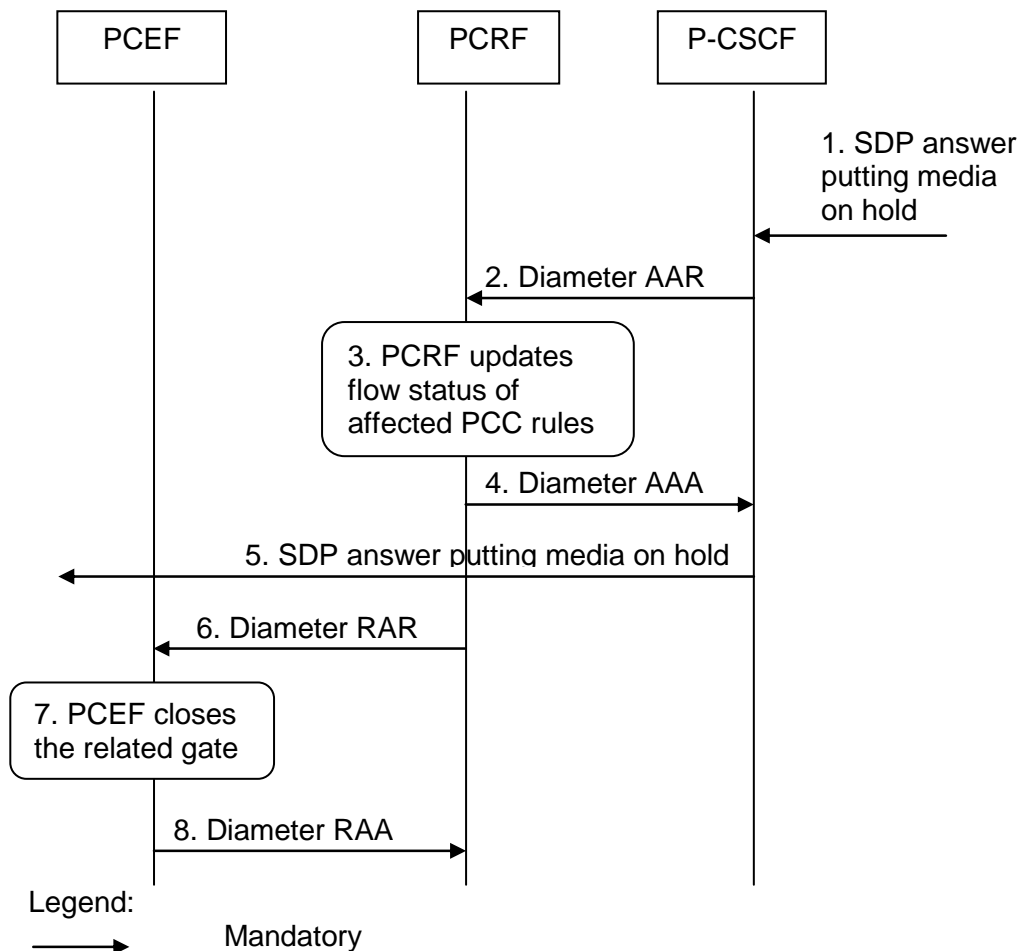 PCEF
PCRF
P-CSCF
1. SDP answer
putting media
on hold
2. Diameter AAR
3. PCRF updates
flow status of
affected PCC rules
4. Diameter AAA
5. SDP answer putting media on hold
6. Diameter RAR
7. PCEF closes
the related gate
8. Diameter RAA
Legend:
Mandatory